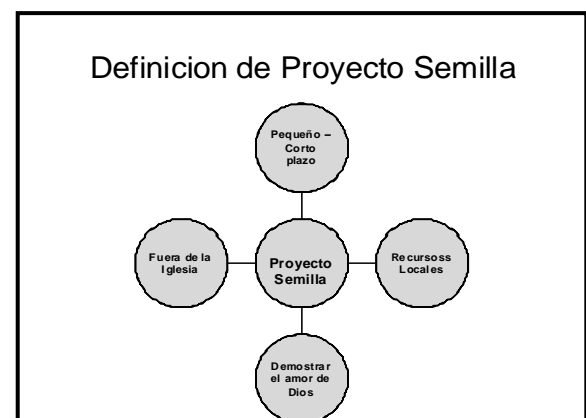 Definicion de Proyecto Semilla
Pequeño –
Corto
plazo
Fuera de la
Iglesia
Proyecto
Semilla
Recursoss
Locales
Demostrar
el amor de
Dios